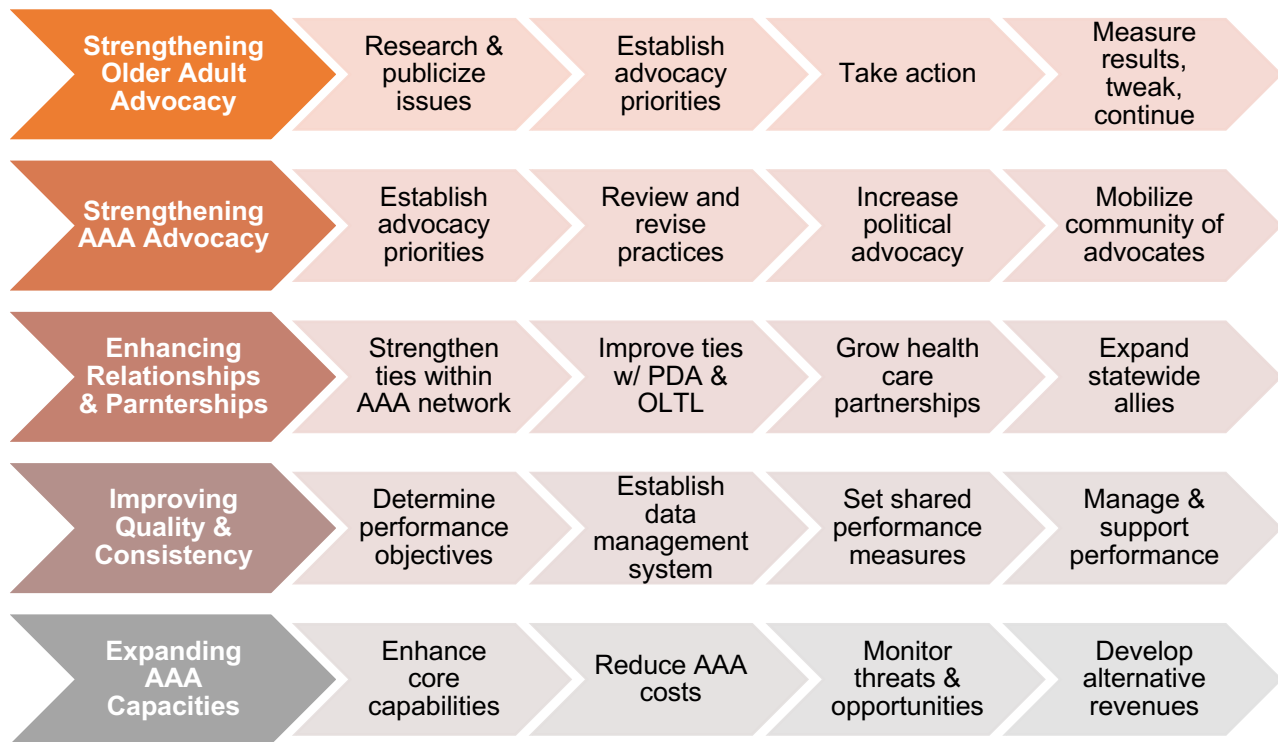 Strengthening
Older Adult
Advocacy
Research &
publicize
issues
Establish
advocacy
priorities
Take action
Measure
results,
tweak,
continue
Strengthening
AAA Advocacy
Establish
advocacy
priorities
Review and
revise
practices
Increase
political
advocacy
Mobilize
community of
advocates
Enhancing
Relationships
& Parnterships
Strengthen
ties within
AAA network
Improve ties
w/ PDA &
OLTL
Grow health
care
partnerships
Expand
statewide
allies
Improving
Quality &
Consistency
Determine
performance
objectives
Establish
data
management
system
Set shared
performance
measures
Manage &
support
performance
Expanding
AAA
Capacities
Enhance
core
capabilities
Reduce AAA
costs
Monitor
threats &
opportunities
Develop
alternative
revenues